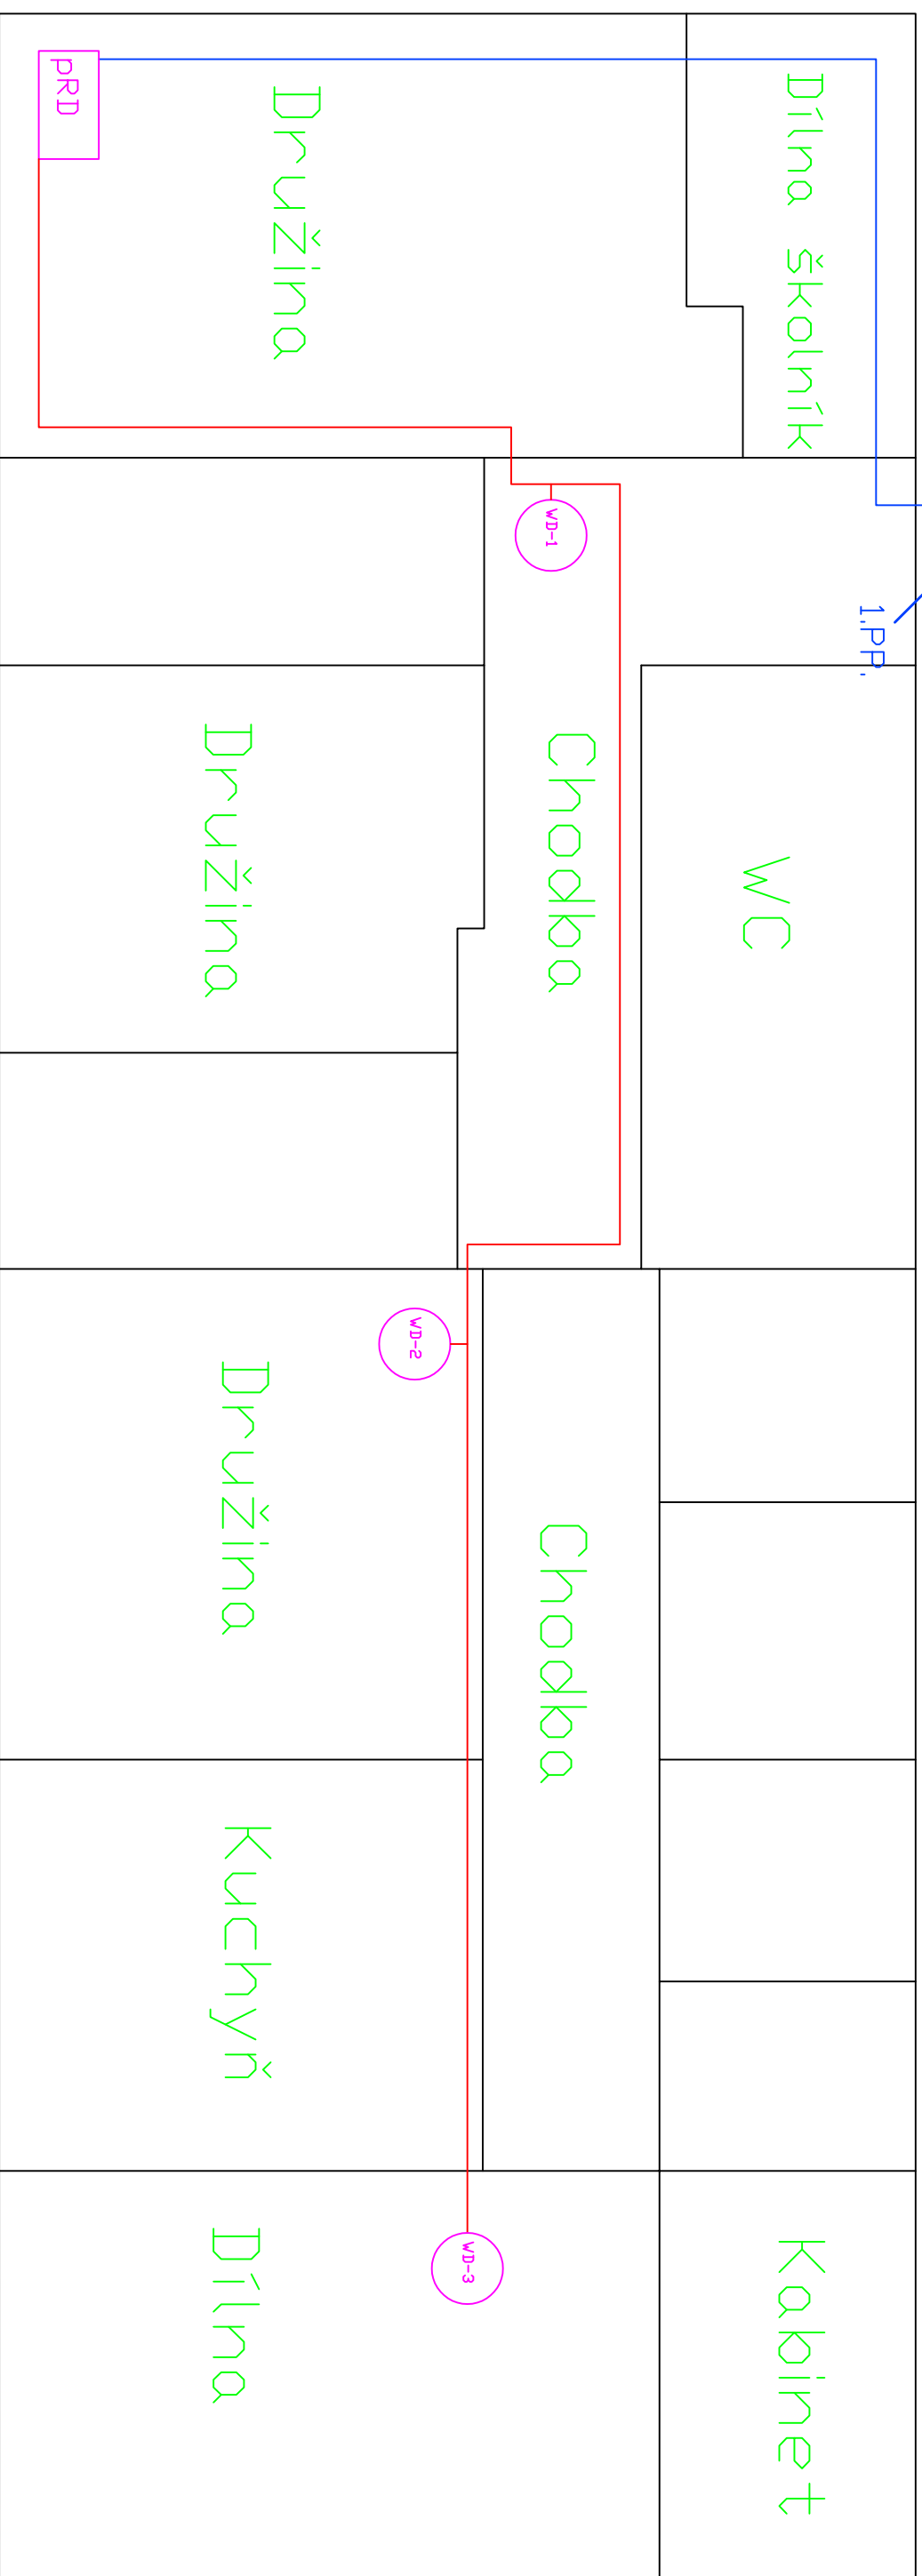 Dílna školník
1.PP.
WC
Kabinet
Chodba
Chodba
WD-1
WD-2
WD-3
Družina
Družina
Družina
Kuchyň
Dílna
pRD